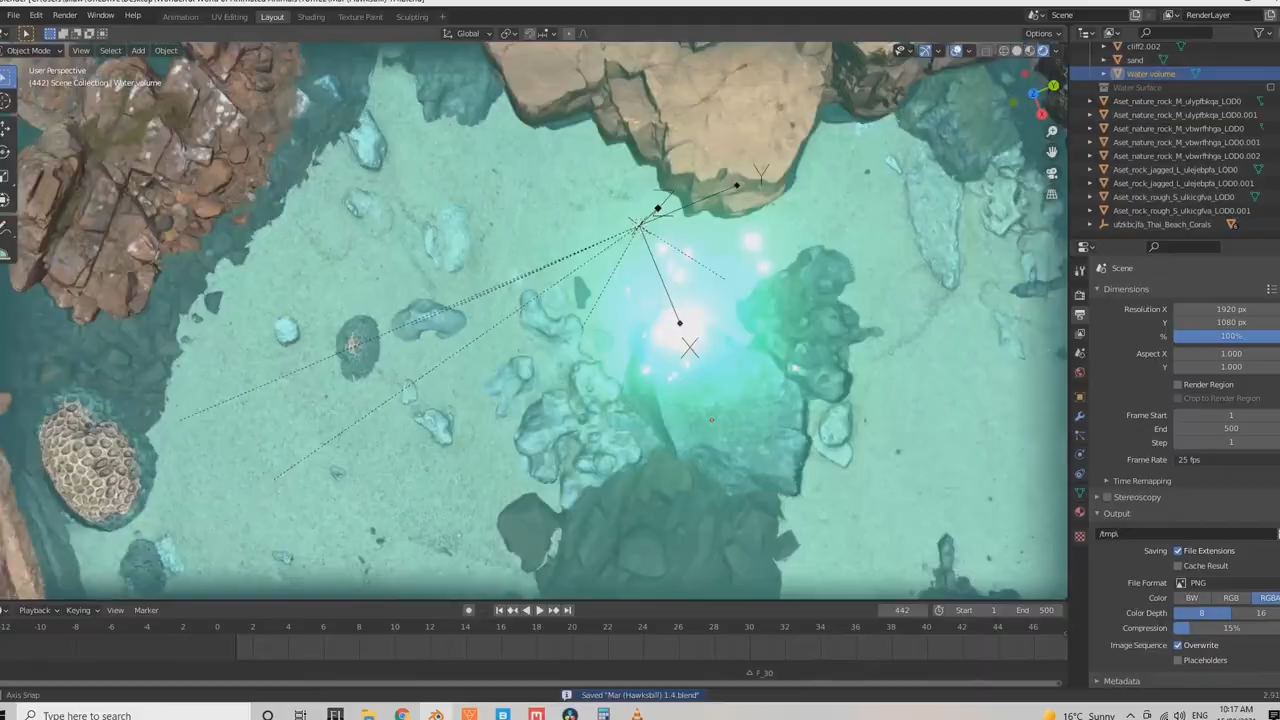 File Edit Render Window Help
Animation UV Editing Layout Shading Texture Paint Sculpting
Scene RenderLayer
Global Options
Object Mode View Select Add Object
User Perspective
(442) Scene Collection | Water volume
cliff2.002
sand
Water volume
Water Surface
Aset_nature_rock_M_ulypfbkqa_LOD0
Aset_nature_rock_M_ulypfbkqa_LOD0.001
Aset_nature_rock_M_vbwrfhhga_LOD0
Aset_nature_rock_M_vbwrfhhga_LOD0.001
Aset_nature_rock_M_vbwrfhhga_LOD0.002
Aset_rock_jagged_L_ulejebpfa_LOD0
Aset_rock_jagged_L_ulejebpfa_LOD0.001
Aset_rock_rough_S_ulkicgfva_LOD0
Aset_rock_rough_S_ulkicgfva_LOD0.001
ufzkbcjfa_Thai_Beach_Corals
Scene
Dimensions
Resolution X 1920 px
Y 1080 px
% 100%
Aspect X 1.000
Y 1.000
Render Region
Crop to Render Region
Frame Start 1
End 500
Step 1
Frame Rate 25 fps
Time Remapping
Stereoscopy
Output
/tmp\
Saving File Extensions
Cache Result
File Format PNG
Color BW RGB RGBA
Color Depth 8 16
Compression 15%
Image Sequence Overwrite
Placeholders
Metadata
Playback Keying View Marker 442 Start 1 End 500
-12 -10 -8 -6 -4 -2 0 2 4 6 8 10 12 14 16 18 20 22 24 26 28 30 32 34 36 38 40 42 44 46
F_30
Axis Snap Saved "Mar (Hawksbill) 1.4.blend" 2.91
Type here to search 16°C Sunny 10:17 AM